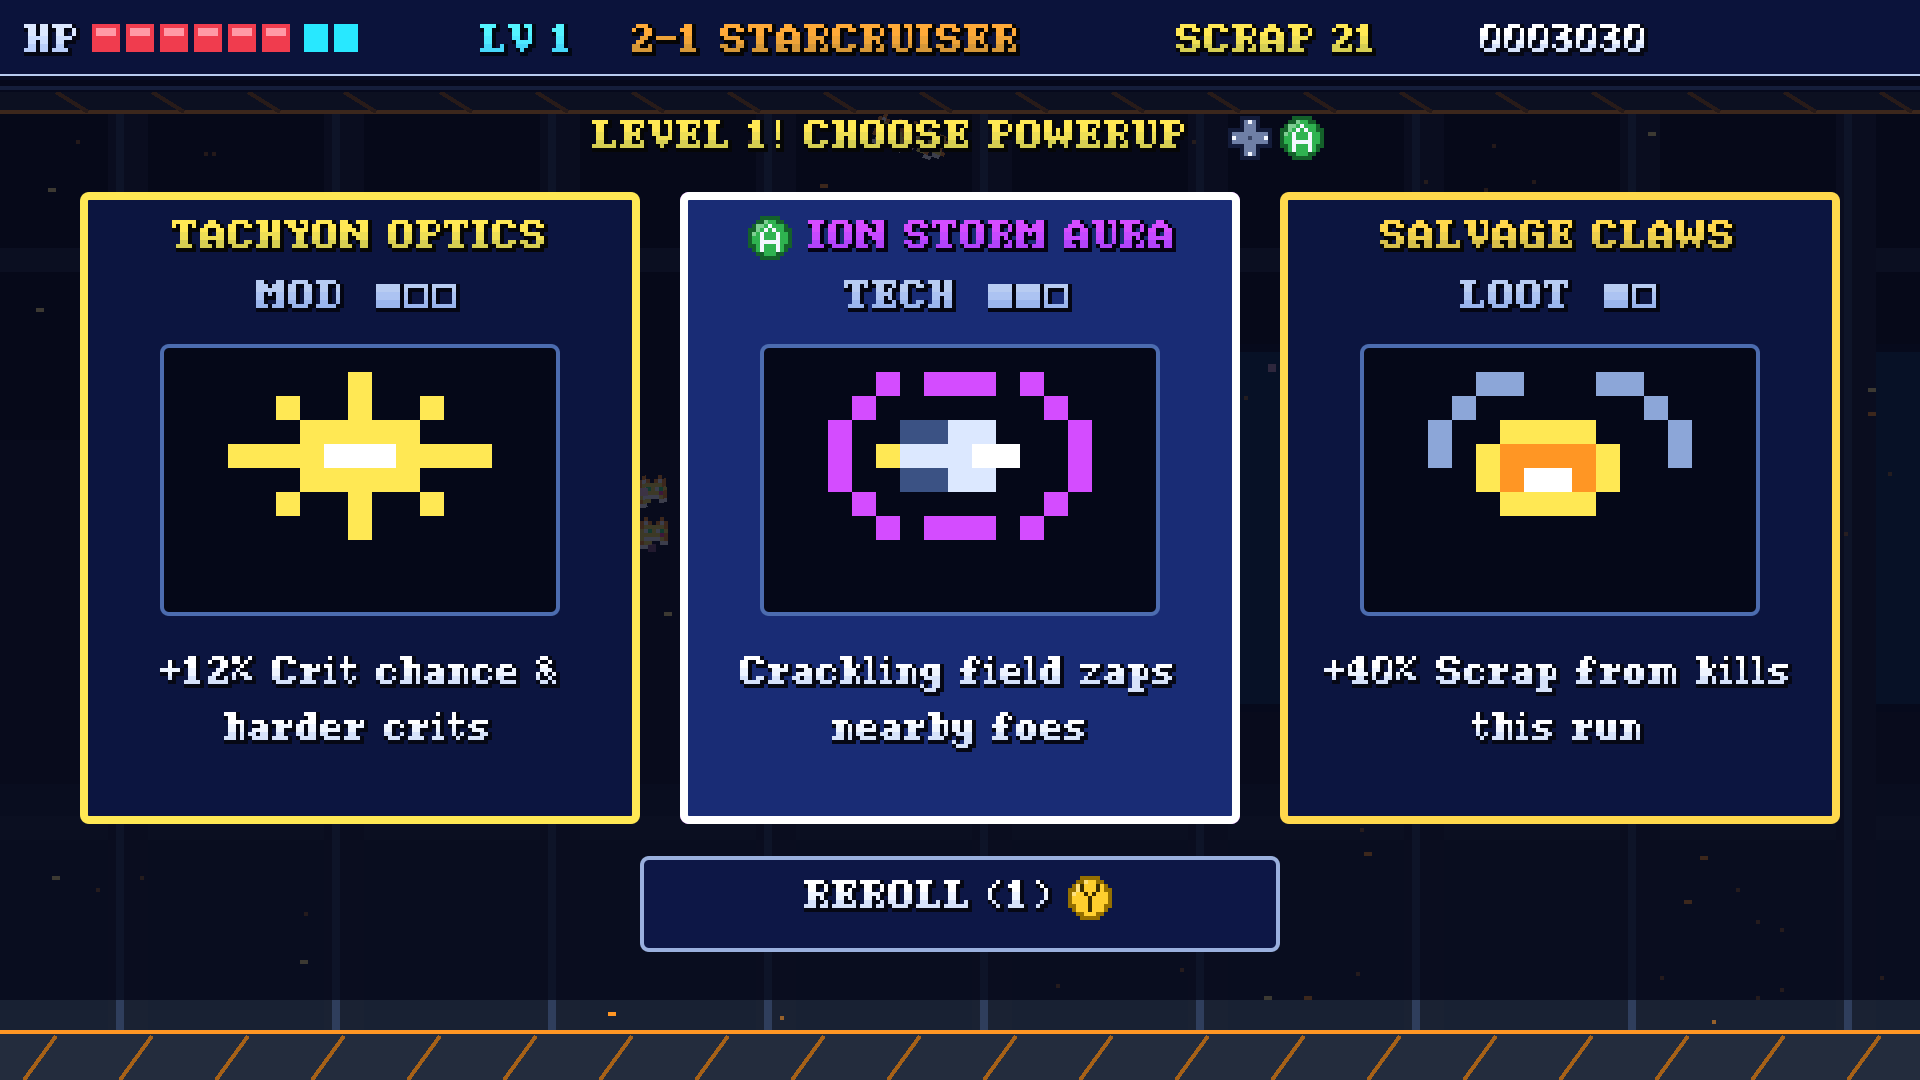 HP LV 1 2-1 STARCRUISER SCRAP 21 0003030
LEVEL 1! CHOOSE POWERUP A
TACHYON OPTICS
MOD
+12% Crit chance &
harder crits
A ION STORM AURA
TECH
Crackling field zaps
nearby foes
SALVAGE CLAWS
LOOT
+40% Scrap from kills
this run
REROLL (1) Y